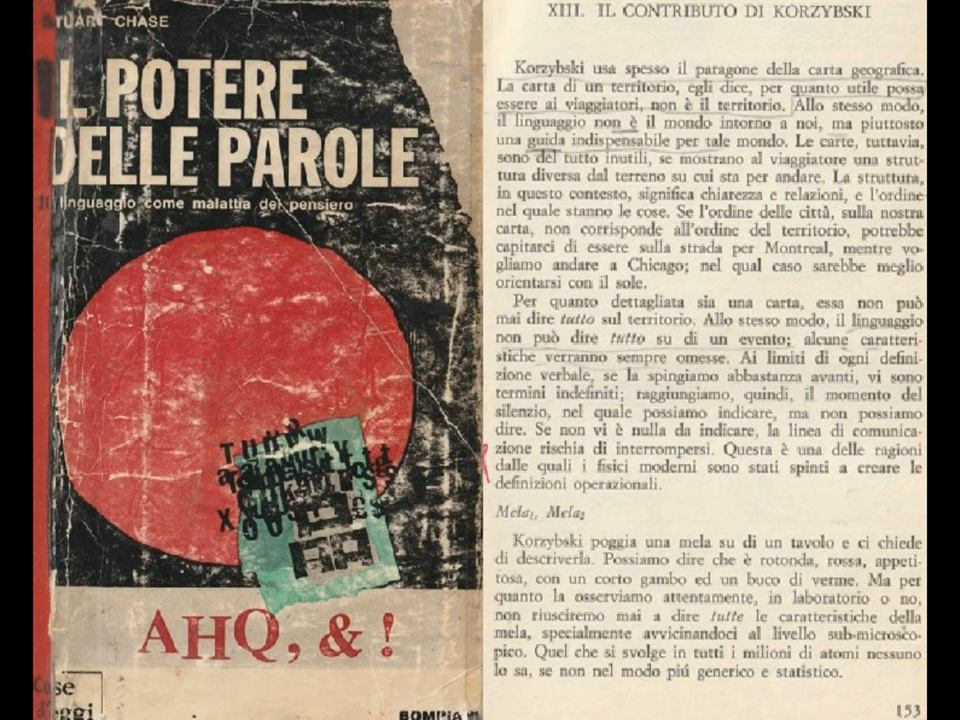 STUART CHASE
IL POTERE
DELLE PAROLE
Il linguaggio come malattia del pensiero
AHQ, & !
Cose
d'oggi
BOMPIA
XIII. IL CONTRIBUTO DI KORZYBSKI
Korzybski usa spesso il paragone della carta geografica.
La carta di un territorio, egli dice, per quanto utile possa
essere ai viaggiatori, non è il territorio. Allo stesso modo,
il linguaggio non è il mondo intorno a noi, ma piuttosto
una guida indispensabile per tale mondo. Le carte, tuttavia,
sono del tutto inutili, se mostrano al viaggiatore una strut-
tura diversa dal terreno su cui sta per andare. La struttura,
in questo contesto, significa chiarezza e relazioni, e l'ordine
nel quale stanno le cose. Se l'ordine delle città, sulla nostra
carta, non corrisponde all'ordine del territorio, potrebbe
capitarci di essere sulla strada per Montreal, mentre vo-
gliamo andare a Chicago; nel qual caso sarebbe meglio
orientarsi con il sole.
Per quanto dettagliata sia una carta, essa non può
mai dire tutto sul territorio. Allo stesso modo, il linguaggio
non può dire tutto su di un evento; alcune caratteri-
stiche verranno sempre omesse. Ai limiti di ogni defini-
zione verbale, se la spingiamo abbastanza avanti, vi sono
termini indefiniti; raggiungiamo, quindi, il momento del
silenzio, nel quale possiamo indicare, ma non possiamo
dire. Se non vi è nulla da indicare, la linea di comunica-
zione rischia di interrompersi. Questa è una delle ragioni
dalle quali i fisici moderni sono stati spinti a creare le
definizioni operazionali.
Mela₁, Mela₂
Korzybski poggia una mela su di un tavolo e ci chiede
di descriverla. Possiamo dire che è rotonda, rossa, appeti-
tosa, con un corto gambo ed un buco di verme. Ma per
quanto la osserviamo attentamente, in laboratorio o no,
non riusciremo mai a dire tutte le caratteristiche della
mela, specialmente avvicinandoci al livello sub-microsco-
pico. Quel che si svolge in tutti i milioni di atomi nessuno
lo sa, se non nel modo piú generico e statistico.
153